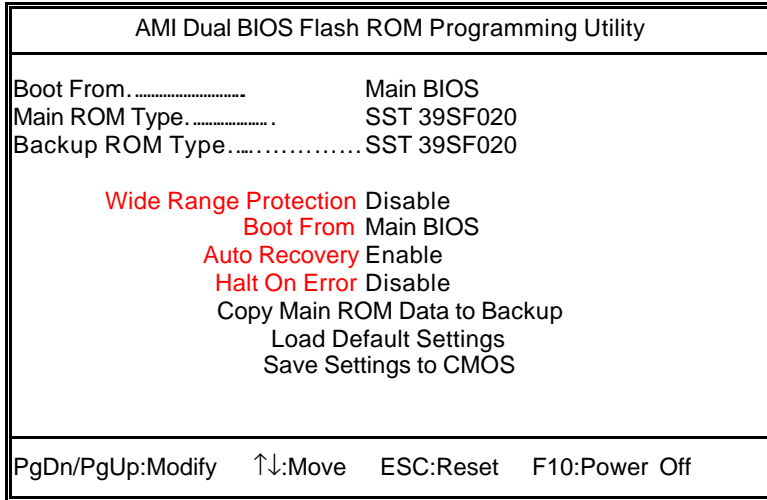 AMI Dual BIOS Flash ROM Programming Utility
Boot From............................ Main BIOS
Main ROM Type...................... SST 39SF020
Backup ROM Type.................. SST 39SF020
Wide Range Protection Disable
Boot From Main BIOS
Auto Recovery Enable
Halt On Error Disable
Copy Main ROM Data to Backup
Load Default Settings
Save Settings to CMOS
PgDn/PgUp:Modify ↑↓:Move ESC:Reset F10:Power Off